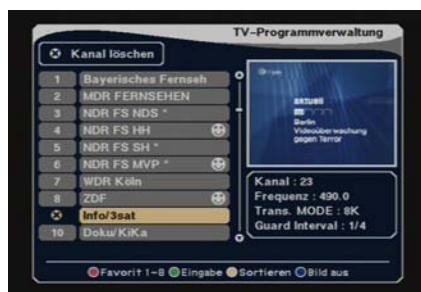 TV-Programmverwaltung
Kanal löschen
1 Bayerisches Fernseh
2 MDR FERNSEHEN
3 NDR FS NDS *
4 NDR FS HH
5 NDR FS SH *
6 NDR FS MVP *
7 WDR Köln
8 ZDF
Info/3sat
10 Doku/KiKa
aktuell
Berlin
Videoüberwachung
gegen Terror
Kanal : 23
Frequenz : 490.0
Trans. MODE : 8K
Guard Interval : 1/4
Favorit 1-8 Eingabe Sortieren Bild aus